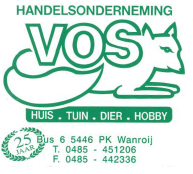 HANDELSONDERNEMING
VOS
HUIS . TUIN . DIER . HOBBY
25 JAAR
Bus 6 5446 PK Wanroij
T. 0485 - 451206
F. 0485 - 442336